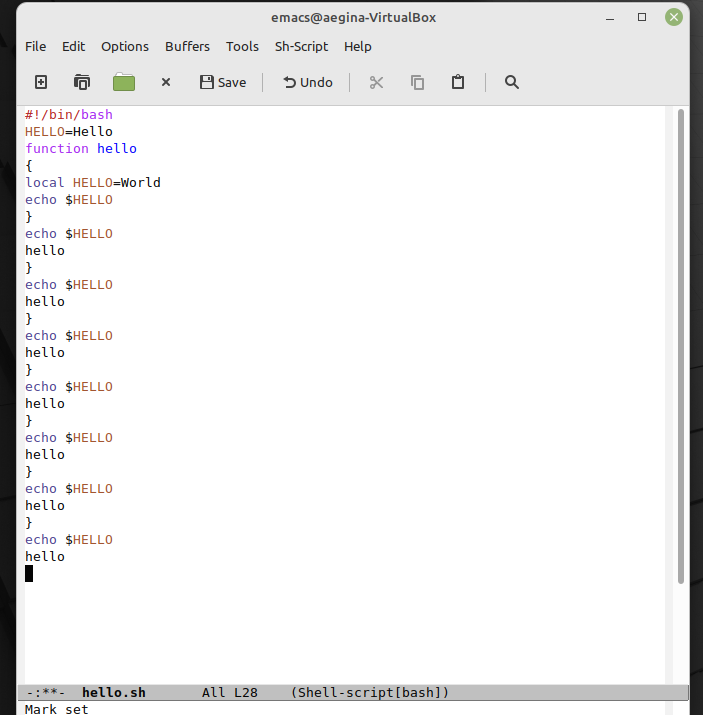 emacs@aegina-VirtualBox
File Edit Options Buffers Tools Sh-Script Help
Save Undo
#!/bin/bash
HELLO=Hello
function hello
{
local HELLO=World
echo $HELLO
}
echo $HELLO
hello
}
echo $HELLO
hello
}
echo $HELLO
hello
}
echo $HELLO
hello
}
echo $HELLO
hello
}
echo $HELLO
hello
}
echo $HELLO
hello
-:**- hello.sh All L28 (Shell-script[bash])
Mark set